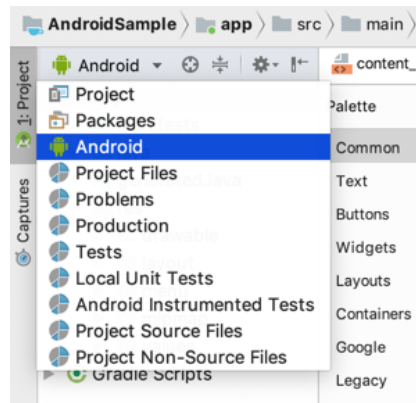 AndroidSample app src main
1: Project
Captures
Android
content_
Project
Packages
Android
Project Files
Problems
Production
Tests
Local Unit Tests
Android Instrumented Tests
Project Source Files
Project Non-Source Files
Gradle Scripts
Palette
Common
Text
Buttons
Widgets
Layouts
Containers
Google
Legacy